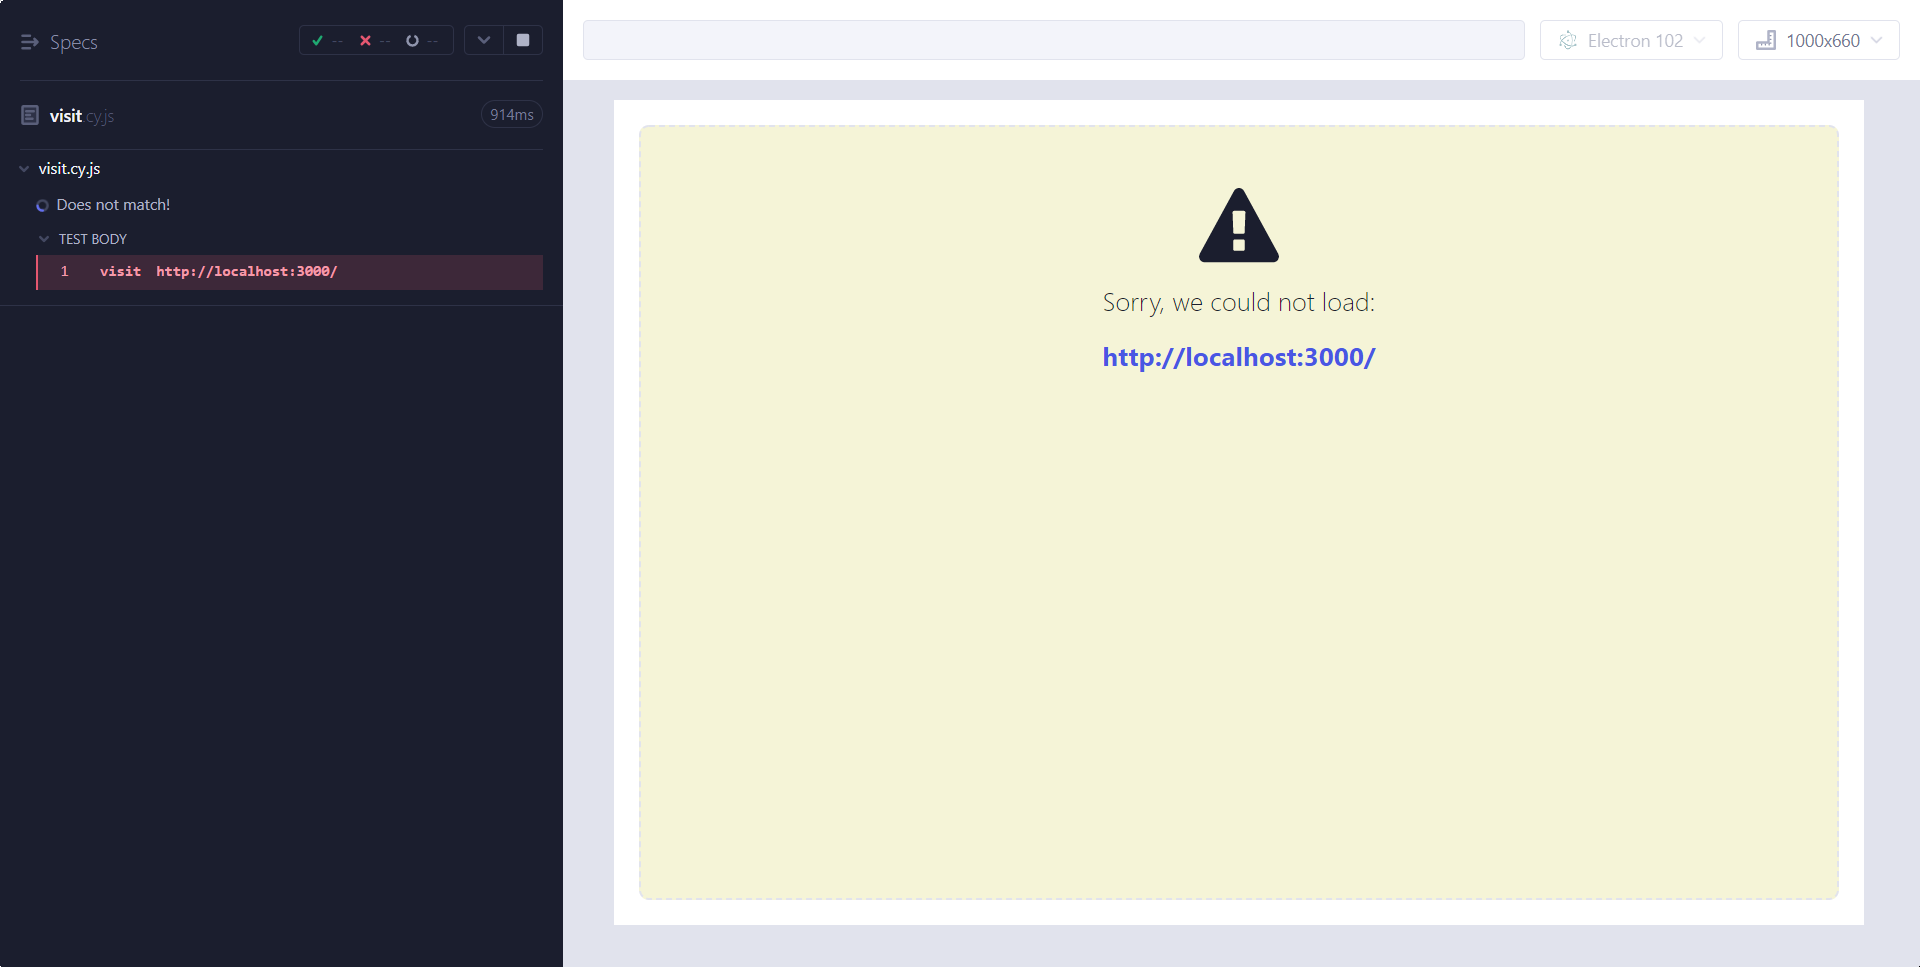 Specs
-- -- --
visit.cy.js
914ms
visit.cy.js
Does not match!
TEST BODY
1 visit http://localhost:3000/
Electron 102
1000x660
Sorry, we could not load:
http://localhost:3000/